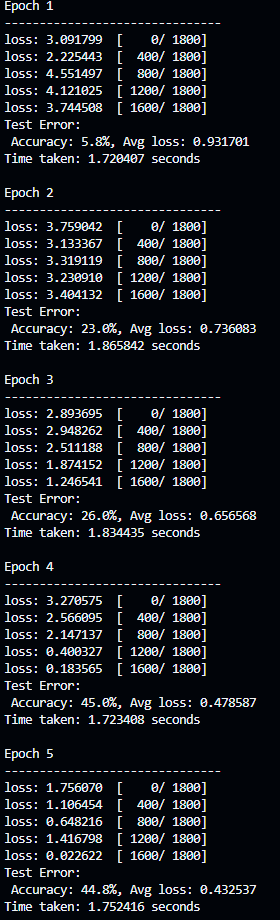 Epoch 1
-------------------------------
loss: 3.091799  [    0/ 1800]
loss: 2.225443  [  400/ 1800]
loss: 4.551497  [  800/ 1800]
loss: 4.121025  [ 1200/ 1800]
loss: 3.744508  [ 1600/ 1800]
Test Error:
 Accuracy: 5.8%, Avg loss: 0.931701
Time taken: 1.720407 seconds

Epoch 2
-------------------------------
loss: 3.759042  [    0/ 1800]
loss: 3.133367  [  400/ 1800]
loss: 3.319119  [  800/ 1800]
loss: 3.230910  [ 1200/ 1800]
loss: 3.404132  [ 1600/ 1800]
Test Error:
 Accuracy: 23.0%, Avg loss: 0.736083
Time taken: 1.865842 seconds

Epoch 3
-------------------------------
loss: 2.893695  [    0/ 1800]
loss: 2.948262  [  400/ 1800]
loss: 2.511188  [  800/ 1800]
loss: 1.874152  [ 1200/ 1800]
loss: 1.246541  [ 1600/ 1800]
Test Error:
 Accuracy: 26.0%, Avg loss: 0.656568
Time taken: 1.834435 seconds

Epoch 4
-------------------------------
loss: 3.270575  [    0/ 1800]
loss: 2.566095  [  400/ 1800]
loss: 2.147137  [  800/ 1800]
loss: 0.400327  [ 1200/ 1800]
loss: 0.183565  [ 1600/ 1800]
Test Error:
 Accuracy: 45.0%, Avg loss: 0.478587
Time taken: 1.723408 seconds

Epoch 5
-------------------------------
loss: 1.756070  [    0/ 1800]
loss: 1.106454  [  400/ 1800]
loss: 0.648216  [  800/ 1800]
loss: 1.416798  [ 1200/ 1800]
loss: 0.022622  [ 1600/ 1800]
Test Error:
 Accuracy: 44.8%, Avg loss: 0.432537
Time taken: 1.752416 seconds